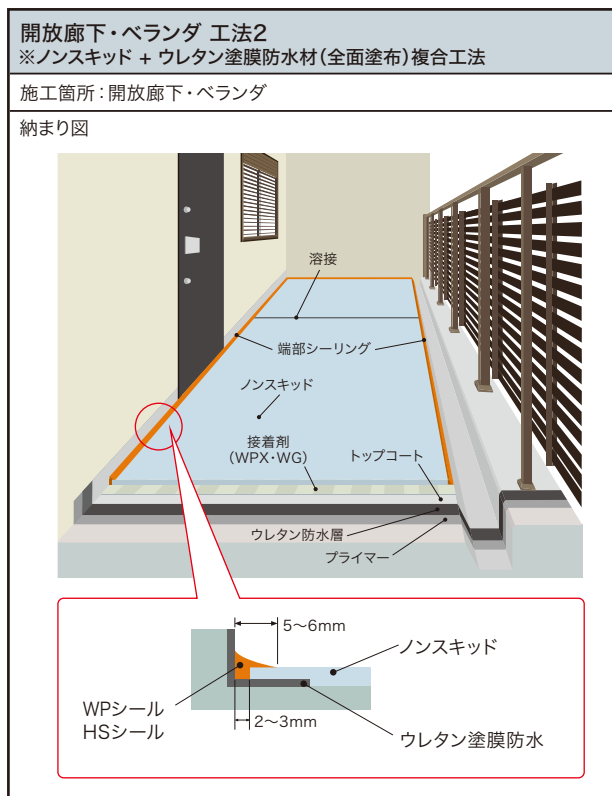 開放廊下・ベランダ 工法2
※ノンスキッド + ウレタン塗膜防水材(全面塗布)複合工法
施工箇所:開放廊下・ベランダ
納まり図
溶接
端部シーリング
ノンスキッド
接着剤
(WPX・WG)
トップコート
ウレタン防水層
プライマー
5〜6mm
ノンスキッド
WPシール
HSシール
2〜3mm
ウレタン塗膜防水